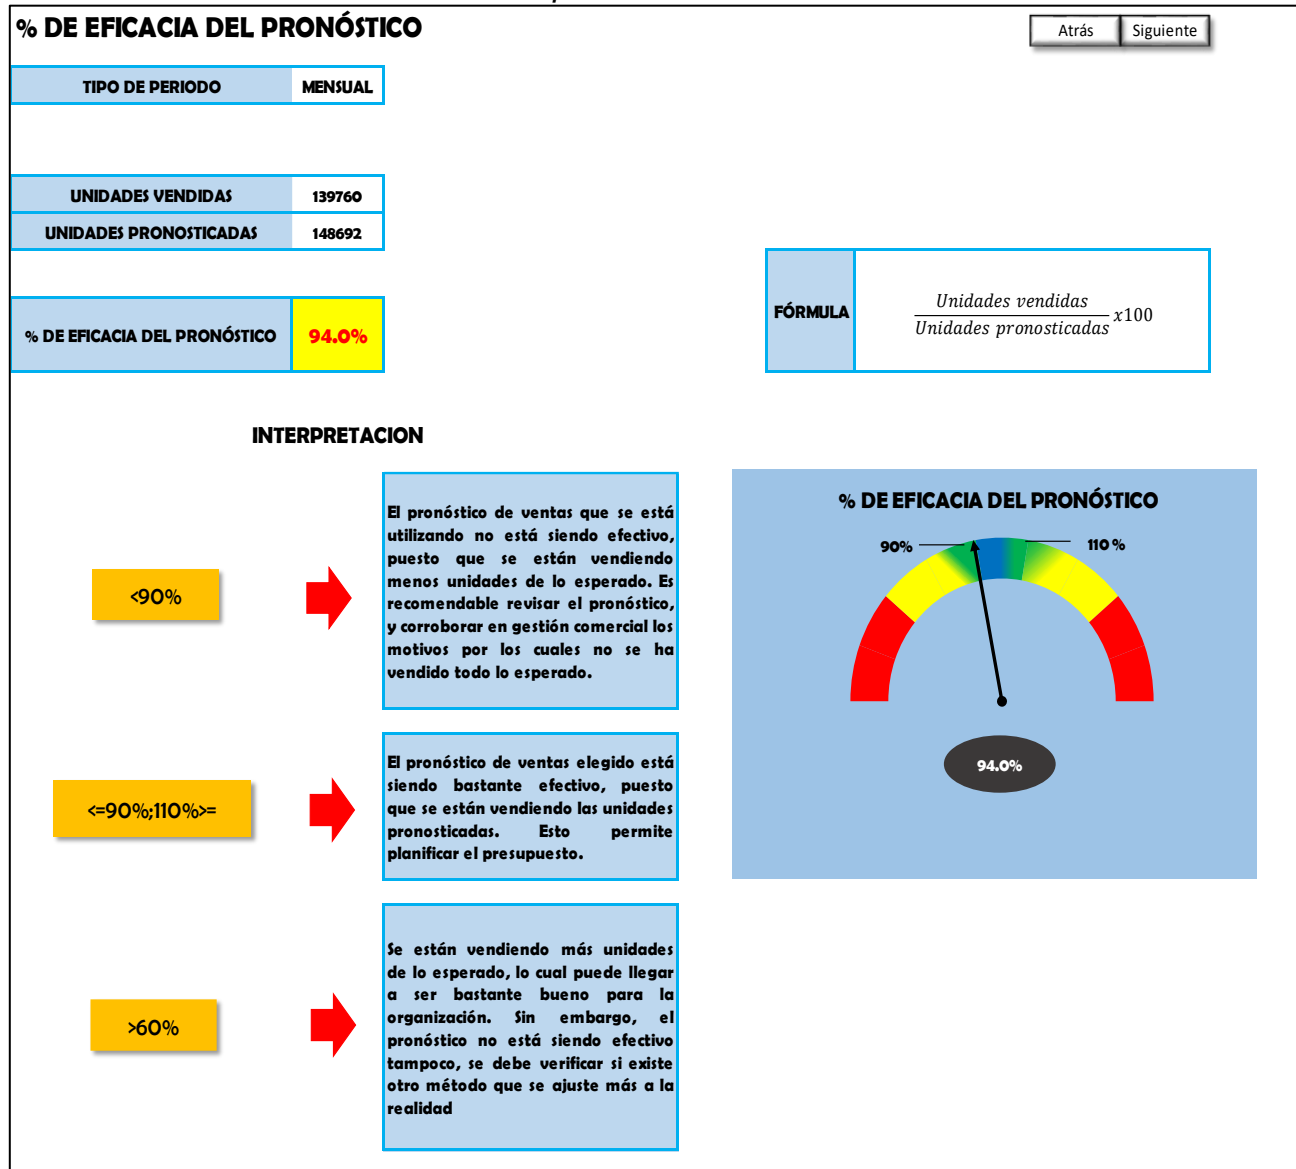 % DE EFICACIA DEL PRONÓSTICO
Atrás
Siguiente
TIPO DE PERIODO
MENSUAL
UNIDADES VENDIDAS
139760
UNIDADES PRONOSTICADAS
148692
% DE EFICACIA DEL PRONÓSTICO
94.0%
FÓRMULA
Unidades vendidas
Unidades pronosticadas
x100
INTERPRETACION
<90%
El pronóstico de ventas que se está
utilizando no está siendo efectivo,
puesto que se están vendiendo
menos unidades de lo esperado. Es
recomendable revisar el pronóstico,
y corroborar en gestión comercial los
motivos por los cuales no se ha
vendido todo lo esperado.
<=90%;110%>=
El pronóstico de ventas elegido está
siendo bastante efectivo, puesto
que se están vendiendo las unidades
pronosticadas. Esto permite
planificar el presupuesto.
>60%
Se están vendiendo más unidades
de lo esperado, lo cual puede llegar
a ser bastante bueno para la
organización. Sin embargo, el
pronóstico no está siendo efectivo
tampoco, se debe verificar si existe
otro método que se ajuste más a la
realidad
% DE EFICACIA DEL PRONÓSTICO
90%
110 %
94.0%